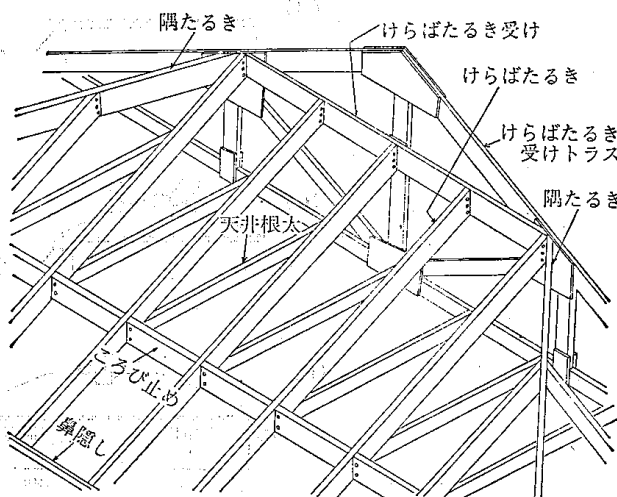 隅たるき
けらばたるき受け
けらばたるき
けらばたるき
受けトラス
隅たるき
天井根太
ころび止め
鼻隠し